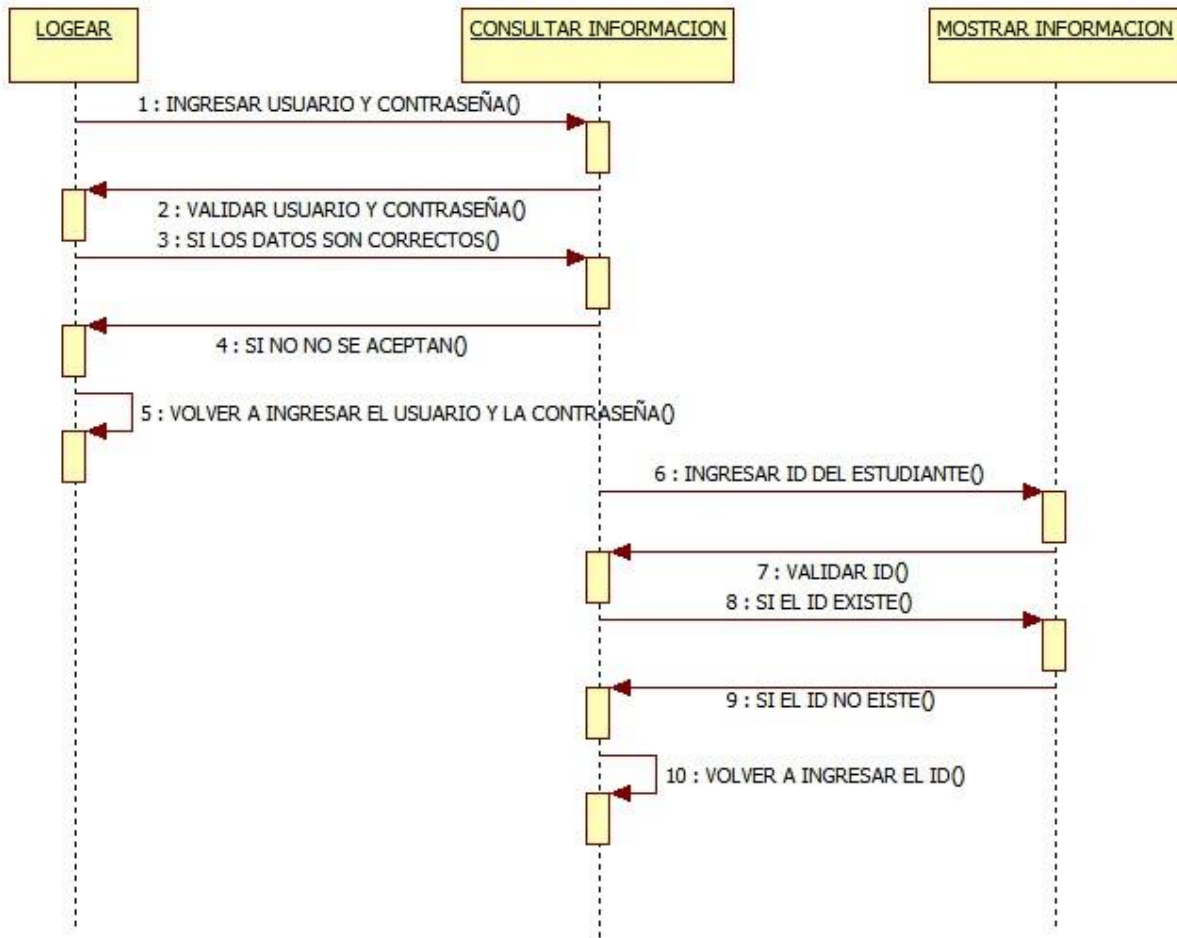 LOGEAR
CONSULTAR INFORMACION
MOSTRAR INFORMACION
1 : INGRESAR USUARIO Y CONTRASEÑA()
2 : VALIDAR USUARIO Y CONTRASEÑA()
3 : SI LOS DATOS SON CORRECTOS()
4 : SI NO NO SE ACEPTAN()
5 : VOLVER A INGRESAR EL USUARIO Y LA CONTRASEÑA()
6 : INGRESAR ID DEL ESTUDIANTE()
7 : VALIDAR ID()
8 : SI EL ID EXISTE()
9 : SI EL ID NO EISTE()
10 : VOLVER A INGRESAR EL ID()